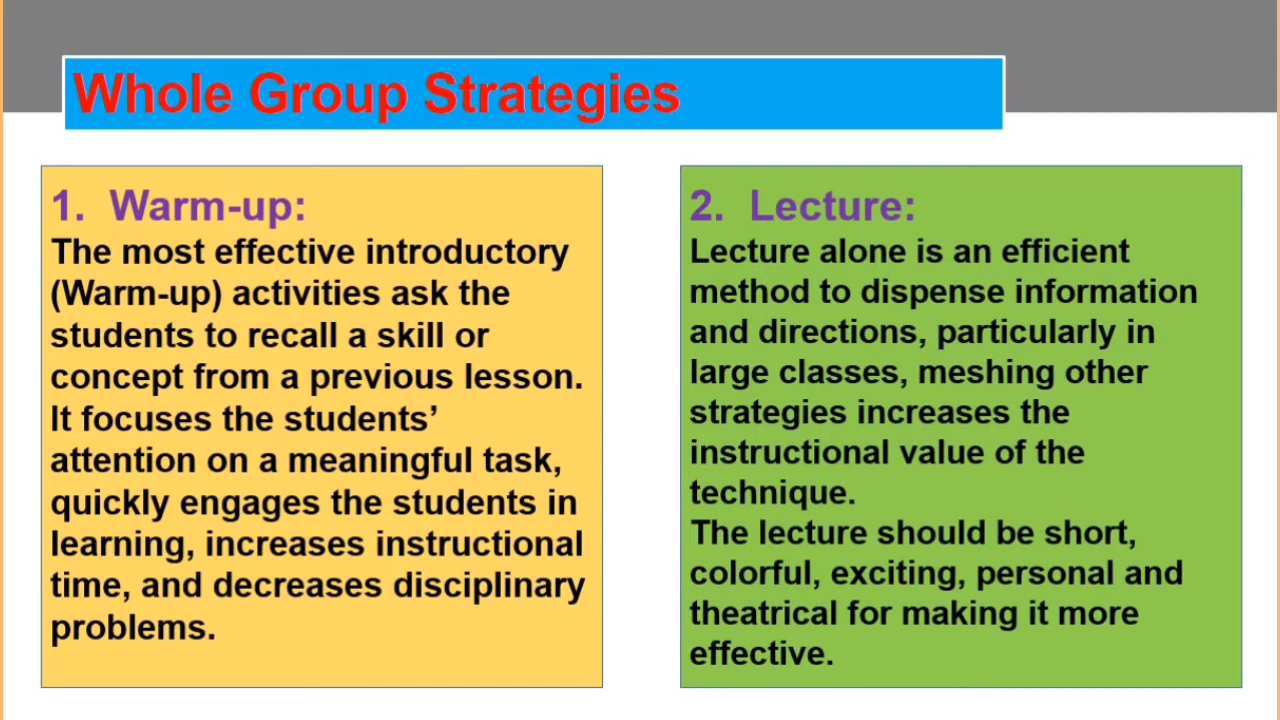 Whole Group Strategies
1. Warm-up:
The most effective introductory
(Warm-up) activities ask the
students to recall a skill or
concept from a previous lesson.
It focuses the students’
attention on a meaningful task,
quickly engages the students in
learning, increases instructional
time, and decreases disciplinary
problems.
2. Lecture:
Lecture alone is an efficient
method to dispense information
and directions, particularly in
large classes, meshing other
strategies increases the
instructional value of the
technique.
The lecture should be short,
colorful, exciting, personal and
theatrical for making it more
effective.